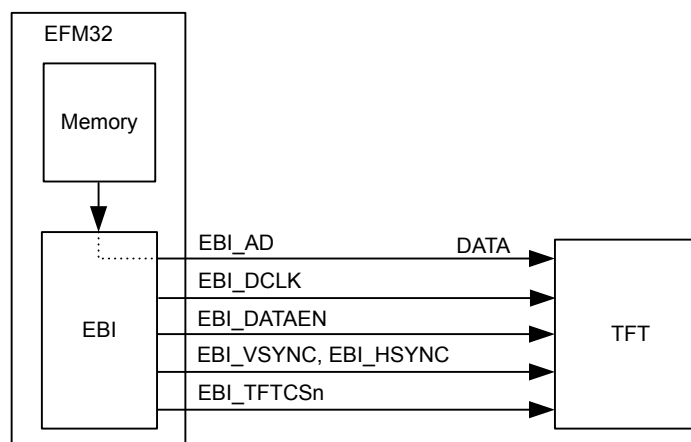 EFM32
Memory
EBI_AD DATA
EBI_DCLK
EBI_DATAEN
EBI
TFT
EBI_VSYNC, EBI_HSYNC
EBI_TFTCSn